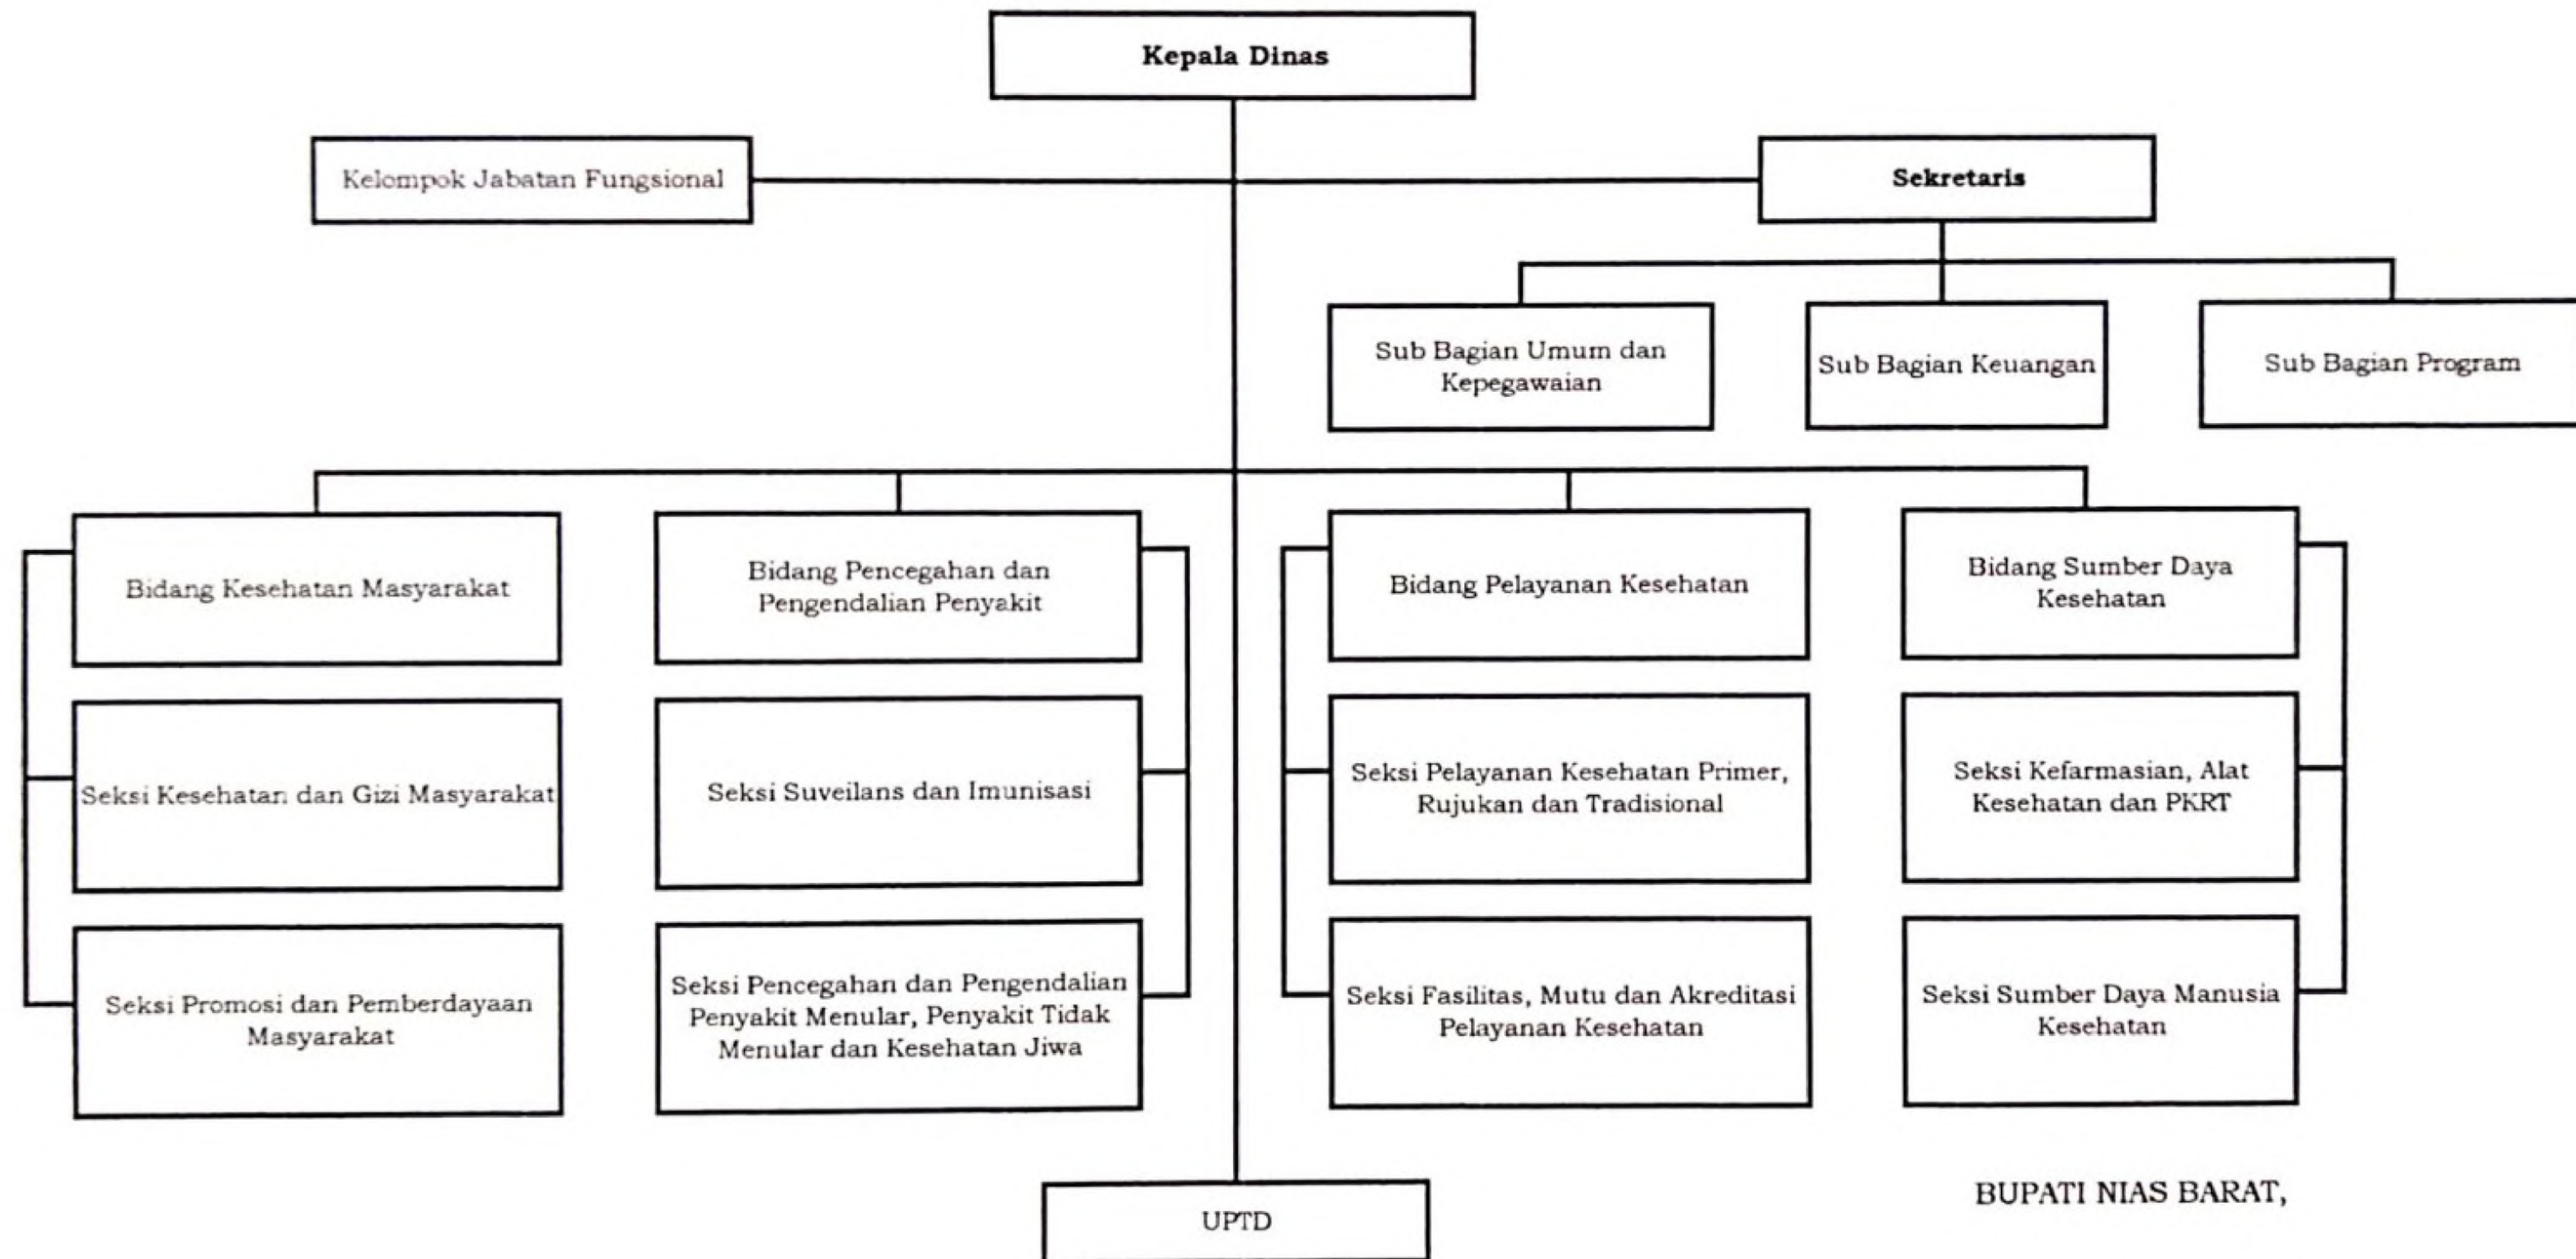 Kepala Dinas
Kelompok Jabatan Fungsional
Sekretaris
Sub Bagian Umum dan
Kepegawaian
Sub Bagian Keuangan
Sub Bagian Program
Bidang Kesehatan Masyarakat
Bidang Pencegahan dan
Pengendalian Penyakit
Bidang Pelayanan Kesehatan
Bidang Sumber Daya
Kesehatan
Seksi Kesehatan dan Gizi Masyarakat
Seksi Suveilans dan Imunisasi
Seksi Pelayanan Kesehatan Primer,
Rujukan dan Tradisional
Seksi Kefarmasian, Alat
Kesehatan dan PKRT
Seksi Promosi dan Pemberdayaan
Masyarakat
Seksi Pencegahan dan Pengendalian
Penyakit Menular, Penyakit Tidak
Menular dan Kesehatan Jiwa
Seksi Fasilitas, Mutu dan Akreditasi
Pelayanan Kesehatan
Seksi Sumber Daya Manusia
Kesehatan
UPTD
BUPATI NIAS BARAT,